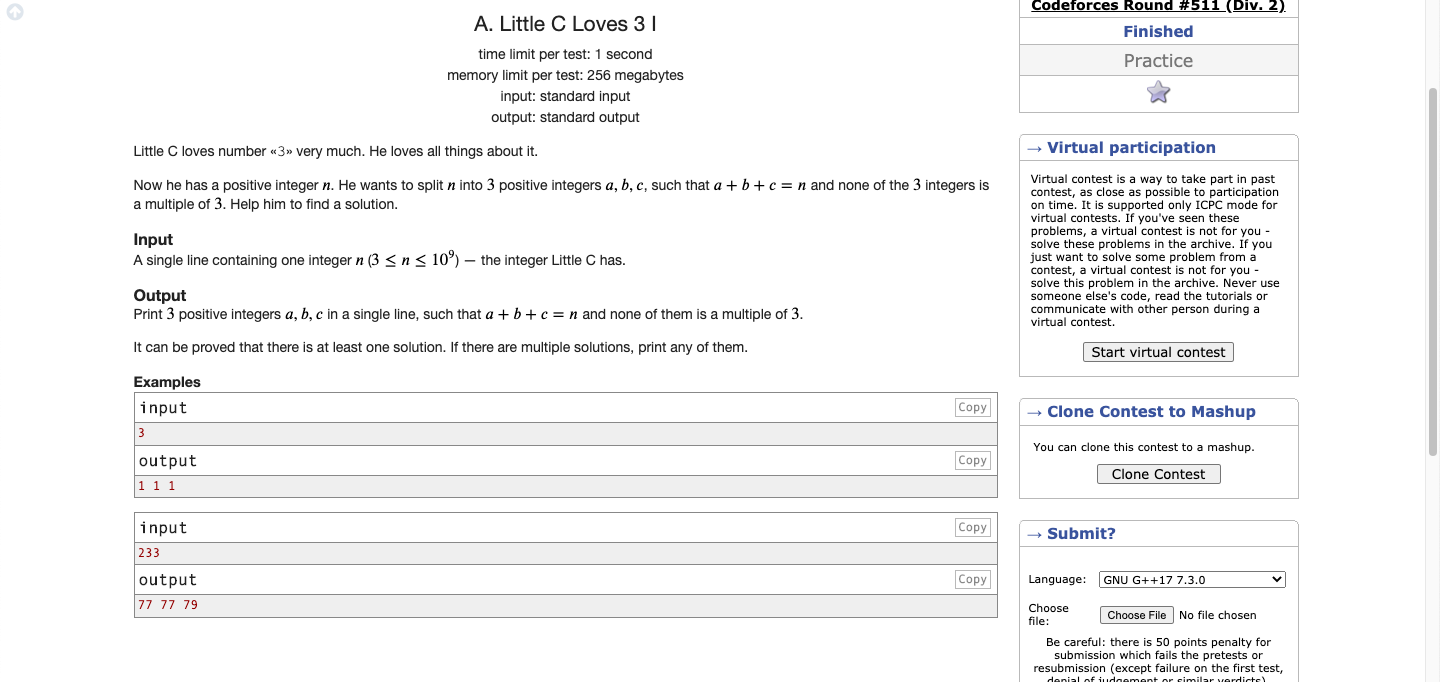 A. Little C Loves 3 I
time limit per test: 1 second
memory limit per test: 256 megabytes
input: standard input
output: standard output
Little C loves number «3» very much. He loves all things about it.
Now he has a positive integer n. He wants to split n into 3 positive integers a, b, c, such that a + b + c = n and none of the 3 integers is
a multiple of 3. Help him to find a solution.
Input
A single line containing one integer n (3 ≤ n ≤ 10⁹) — the integer Little C has.
Output
Print 3 positive integers a, b, c in a single line, such that a + b + c = n and none of them is a multiple of 3.
It can be proved that there is at least one solution. If there are multiple solutions, print any of them.
Examples
input
Copy
3
output
Copy
1 1 1
input
Copy
233
output
Copy
77 77 79
Codeforces Round #511 (Div. 2)
Finished
Practice
→ Virtual participation
Virtual contest is a way to take part in past
contest, as close as possible to participation
on time. It is supported only ICPC mode for
virtual contests. If you've seen these
problems, a virtual contest is not for you -
solve these problems in the archive. If you
just want to solve some problem from a
contest, a virtual contest is not for you -
solve this problem in the archive. Never use
someone else's code, read the tutorials or
communicate with other person during a
virtual contest.
Start virtual contest
→ Clone Contest to Mashup
You can clone this contest to a mashup.
Clone Contest
→ Submit?
Language: GNU G++17 7.3.0
Choose
file: Choose File No file chosen
Be careful: there is 50 points penalty for
submission which fails the pretests or
resubmission (except failure on the first test,
denial of judgement or similar verdicts)